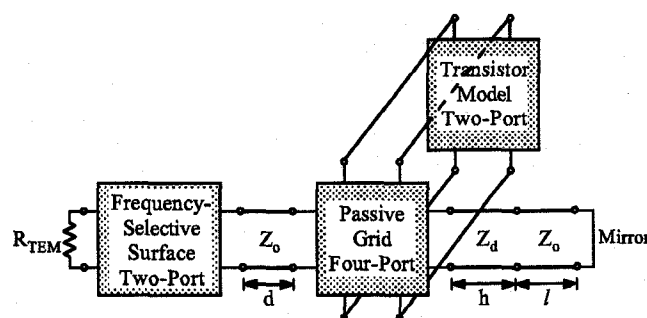 Transistor
Model
Two-Port
Frequency-
Selective
Surface
Two-Port
Passive
Grid
Four-Port
R_TEM
Z_o
Z_d
Z_o
Mirror
d
h
l